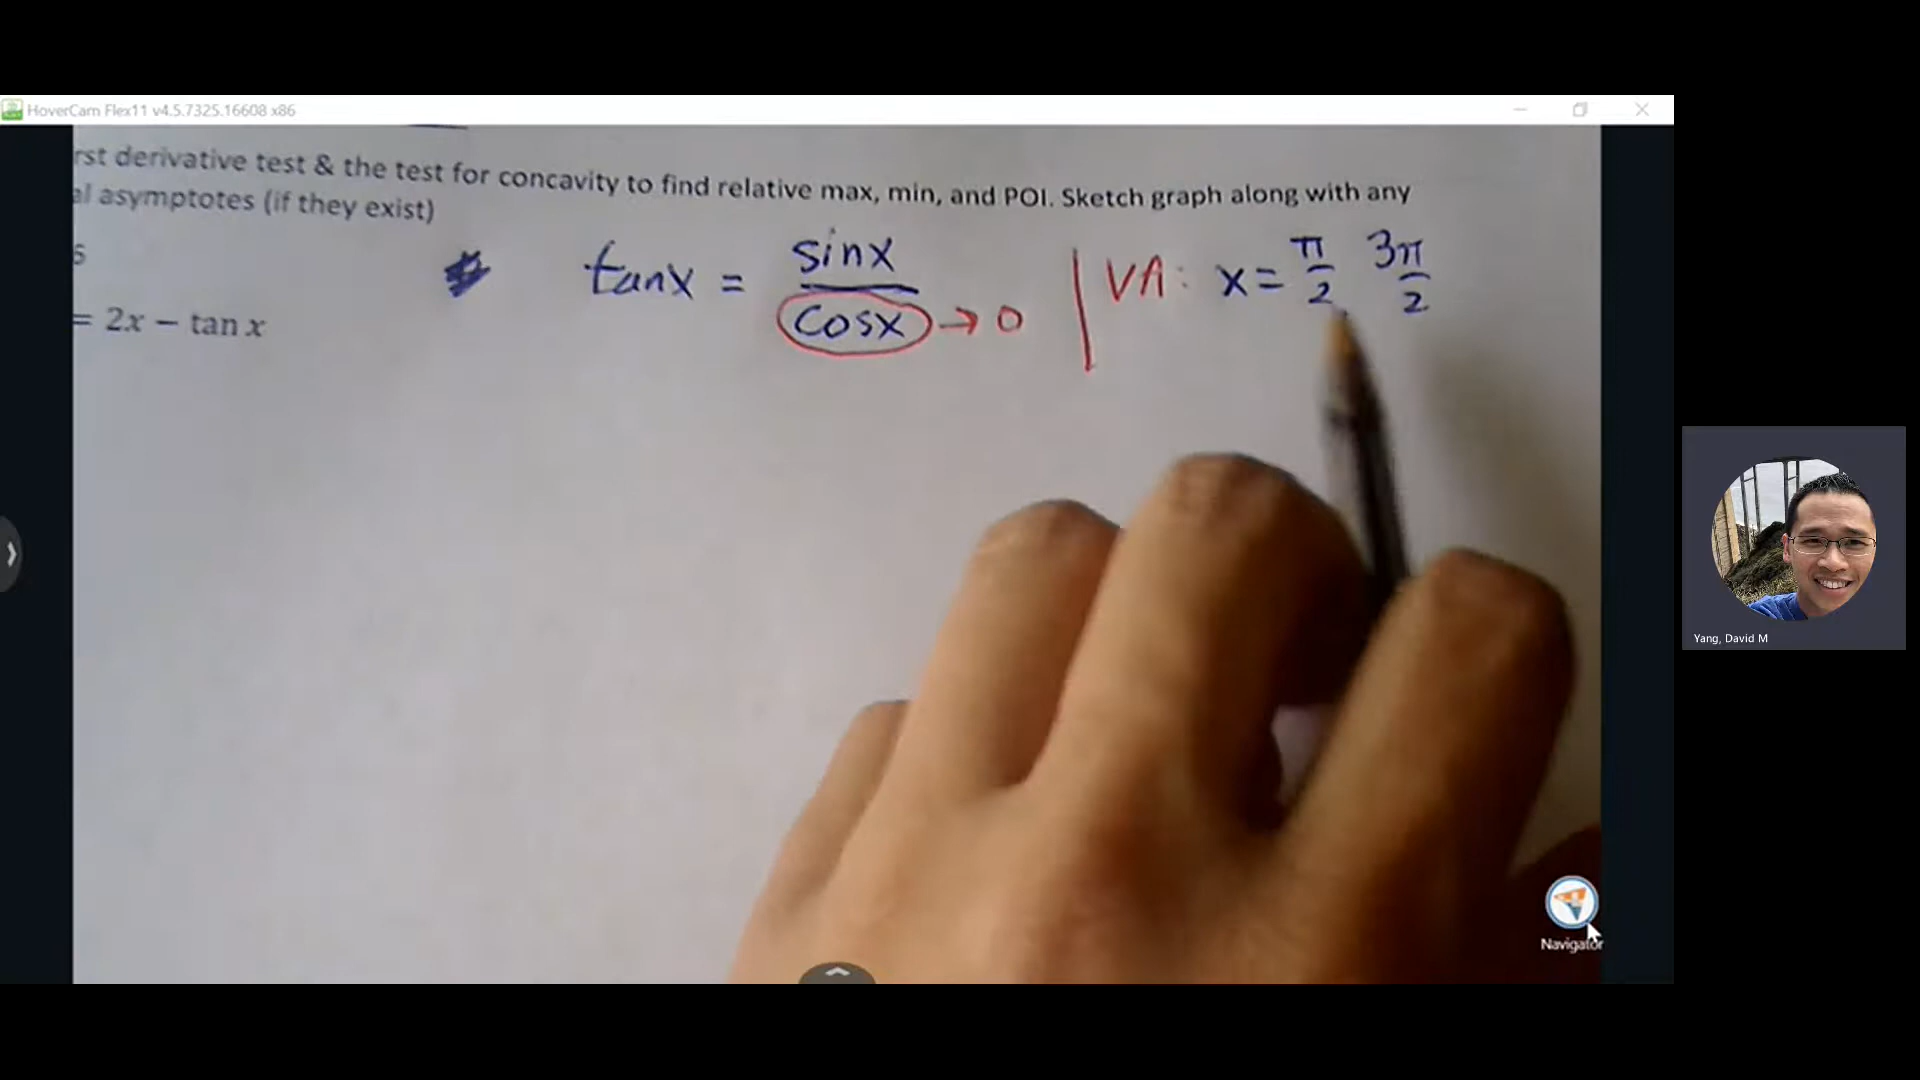 HoverCam Flex11 v4.5.7325.16608 x86
rst derivative test & the test for concavity to find relative max, min, and POI. Sketch graph along with any
al asymptotes (if they exist)
tan x = sin x / cos x → 0 | VA: x = π/2 3π/2
= 2x − tan x
Yang, David M
Navigator